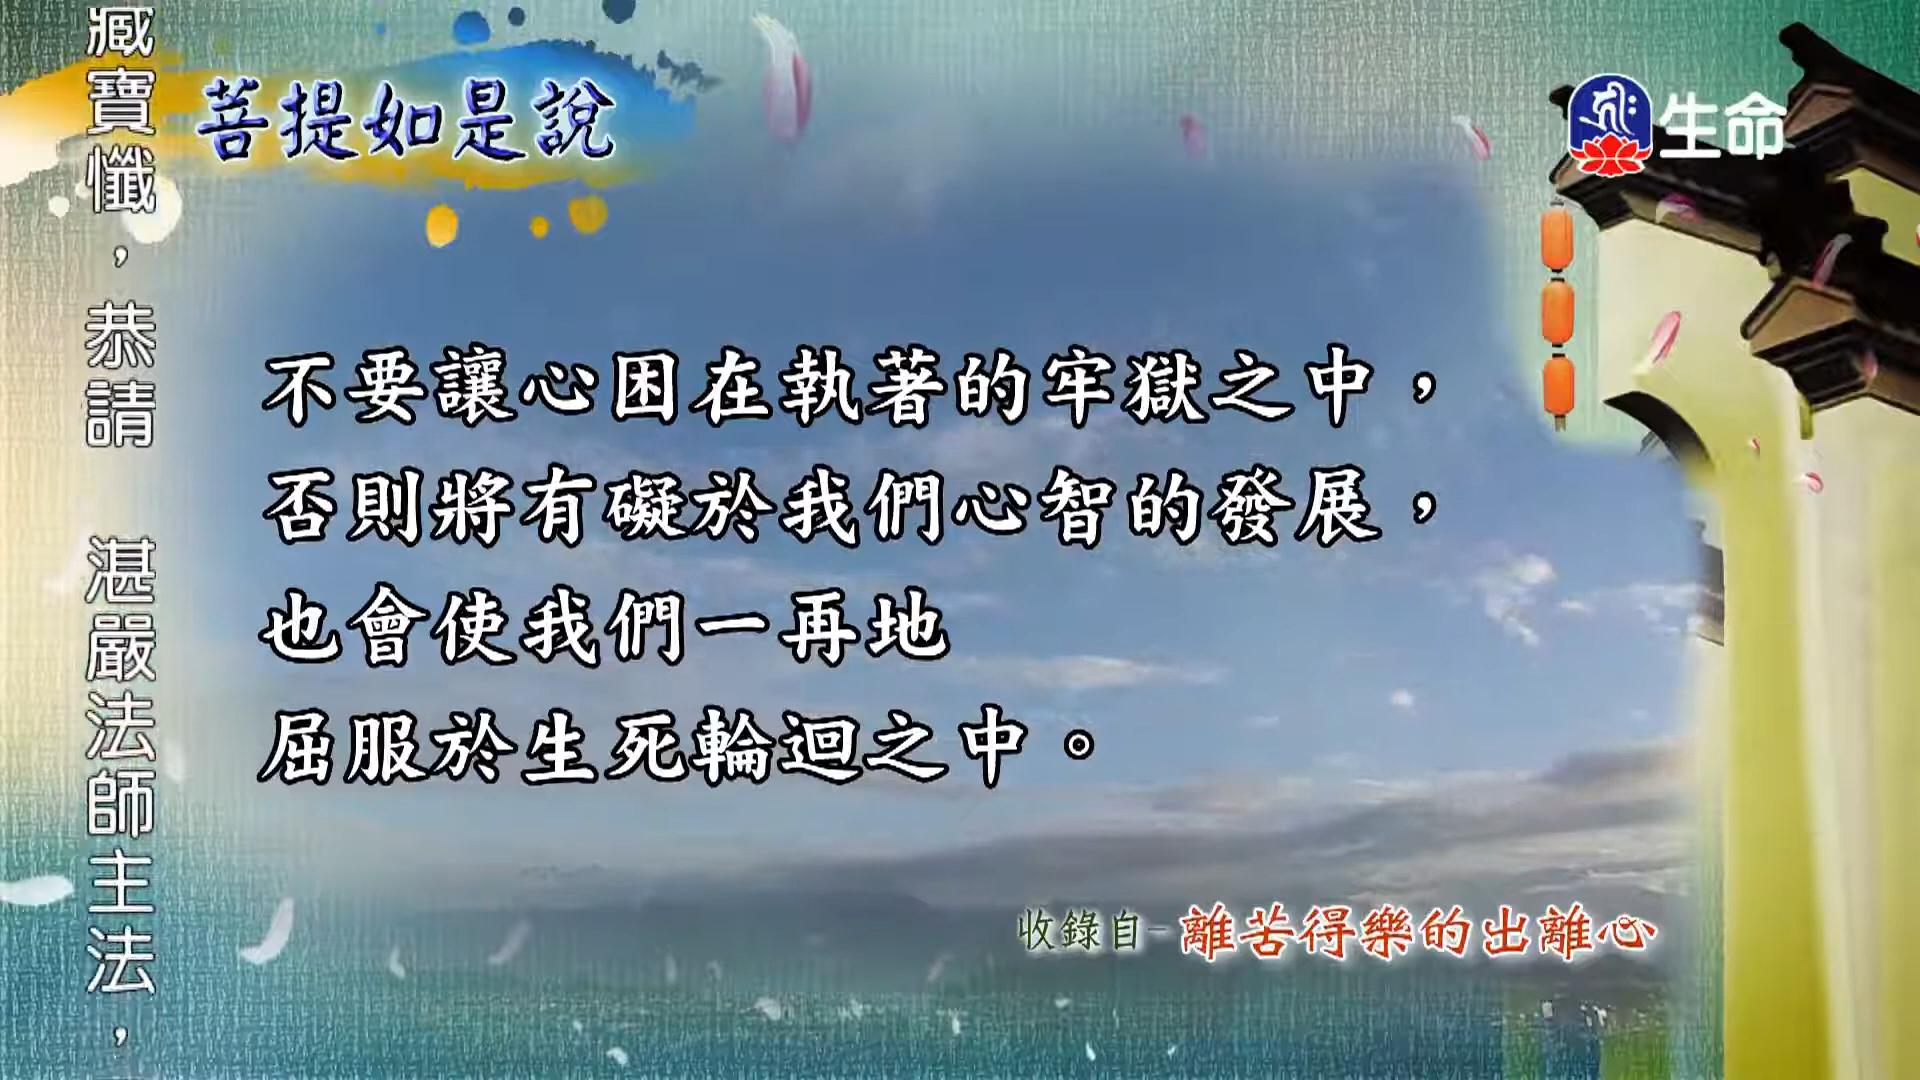 菩提如是說
生命
不要讓心困在執著的牢獄之中，
否則將有礙於我們心智的發展，
也會使我們一再地
屈服於生死輪迴之中。
收錄自-離苦得樂的出離心
寶懺，恭請 湛嚴法師主法，